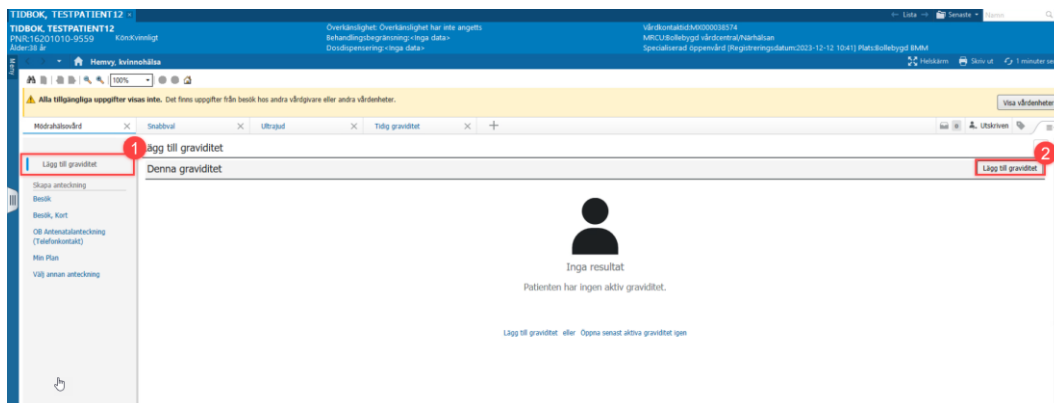 TIDBOK, TESTPATIENT12
Lista
Senaste
Namn
TIDBOK, TESTPATIENT12
PNR:16201010-9559 Kön:Kvinnligt
Ålder:38 år
Överkänslighet: Överkänslighet har inte angetts
Behandlingsbegränsning:<Inga data>
Dosdispensering:<Inga data>
Vårdkontaktid:MX000038574
MRCU:Bollebygd vårdcentral/Närhälsan
Specialiserad öppenvård [Registreringsdatum:2023-12-12 10:41] Plats:Bollebygd BMM
Meny
Hemvy, kvinnohälsa
Helskärm
Skriv ut
1 minuter se
100%
Alla tillgängliga uppgifter visas inte. Det finns uppgifter från besök hos andra vårdgivare eller andra vårdenheter.
Visa vårdenheter
Mödrahälsovård
Snabbval
Ultrajud
Tidig graviditet
Utskriven
1
ägg till graviditet
2
Lägg till graviditet
Denna graviditet
Lägg till graviditet
Skapa anteckning
Besök
Besök, Kort
OB Antenatalanteckning
(Telefonkontakt)
Min Plan
Välj annan anteckning
Inga resultat
Patienten har ingen aktiv graviditet.
Lägg till graviditet eller Öppna senast aktiva graviditet igen